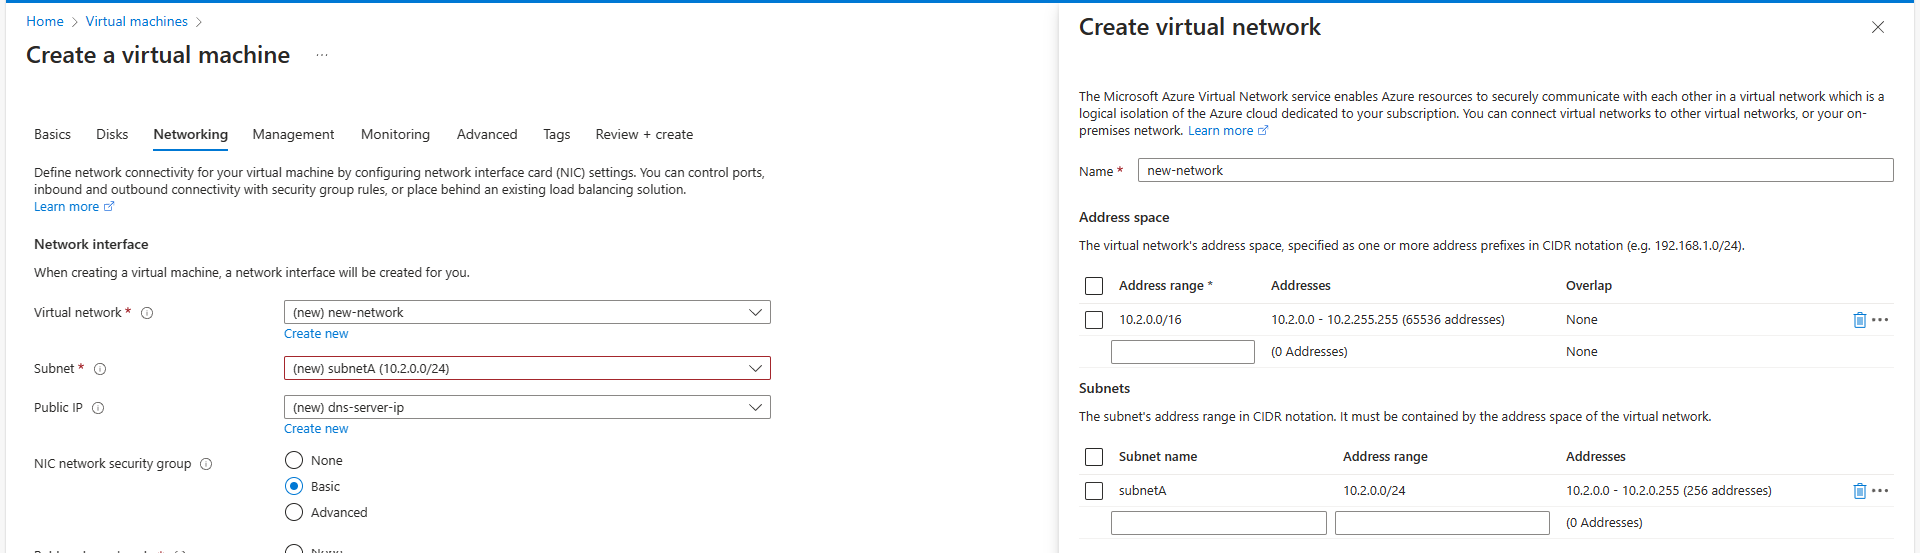 Home > Virtual machines >
Create a virtual machine ...
Basics Disks Networking Management Monitoring Advanced Tags Review + create
Define network connectivity for your virtual machine by configuring network interface card (NIC) settings. You can control ports,
inbound and outbound connectivity with security group rules, or place behind an existing load balancing solution.
Learn more
Network interface
When creating a virtual machine, a network interface will be created for you.
Virtual network *
(new) new-network
Create new
Subnet *
(new) subnetA (10.2.0.0/24)
Public IP
(new) dns-server-ip
Create new
NIC network security group
None
Basic
Advanced
None
Create virtual network
The Microsoft Azure Virtual Network service enables Azure resources to securely communicate with each other in a virtual network which is a
logical isolation of the Azure cloud dedicated to your subscription. You can connect virtual networks to other virtual networks, or your on-
premises network. Learn more
Name * new-network
Address space
The virtual network's address space, specified as one or more address prefixes in CIDR notation (e.g. 192.168.1.0/24).
Address range * Addresses Overlap
10.2.0.0/16 10.2.0.0 - 10.2.255.255 (65536 addresses) None
(0 Addresses) None
Subnets
The subnet's address range in CIDR notation. It must be contained by the address space of the virtual network.
Subnet name Address range Addresses
subnetA 10.2.0.0/24 10.2.0.0 - 10.2.0.255 (256 addresses)
(0 Addresses)